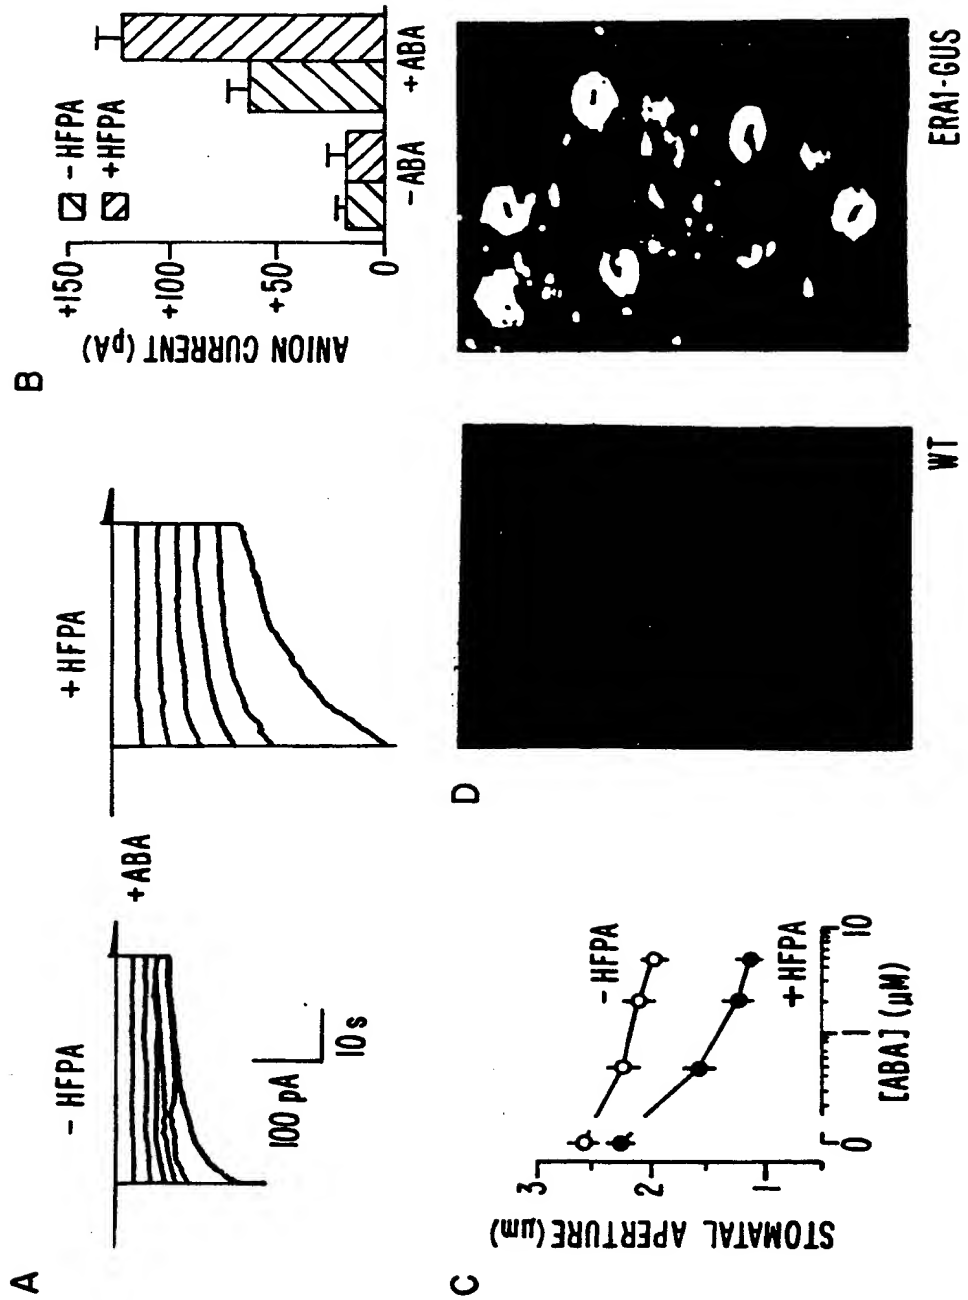 A
- HFPA
+ABA
+ HFPA
100 pA
10 s
B
- HFPA
+HFPA
+150
+100
+50
0
ANION CURRENT (pA)
-ABA
+ABA
C
3
2
1
STOMATAL APERTURE (µm)
- HFPA
+HFPA
0
1
10
[ABA] (µM)
D
WT
ERA1-GUS